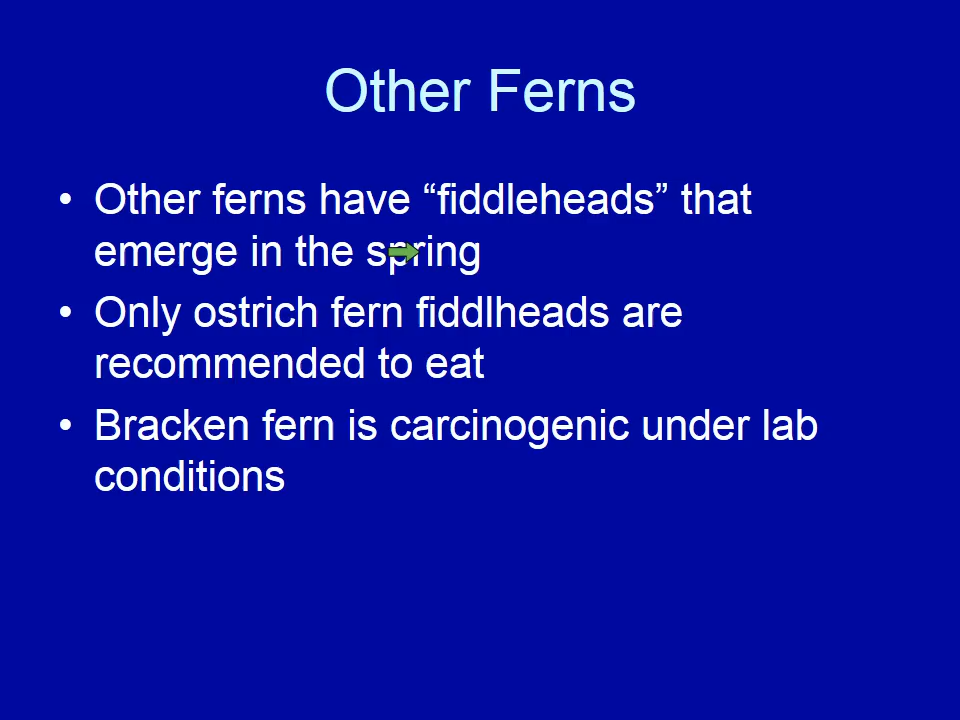 Other Ferns
• Other ferns have “fiddleheads” that
emerge in the spring
• Only ostrich fern fiddlheads are
recommended to eat
• Bracken fern is carcinogenic under lab
conditions